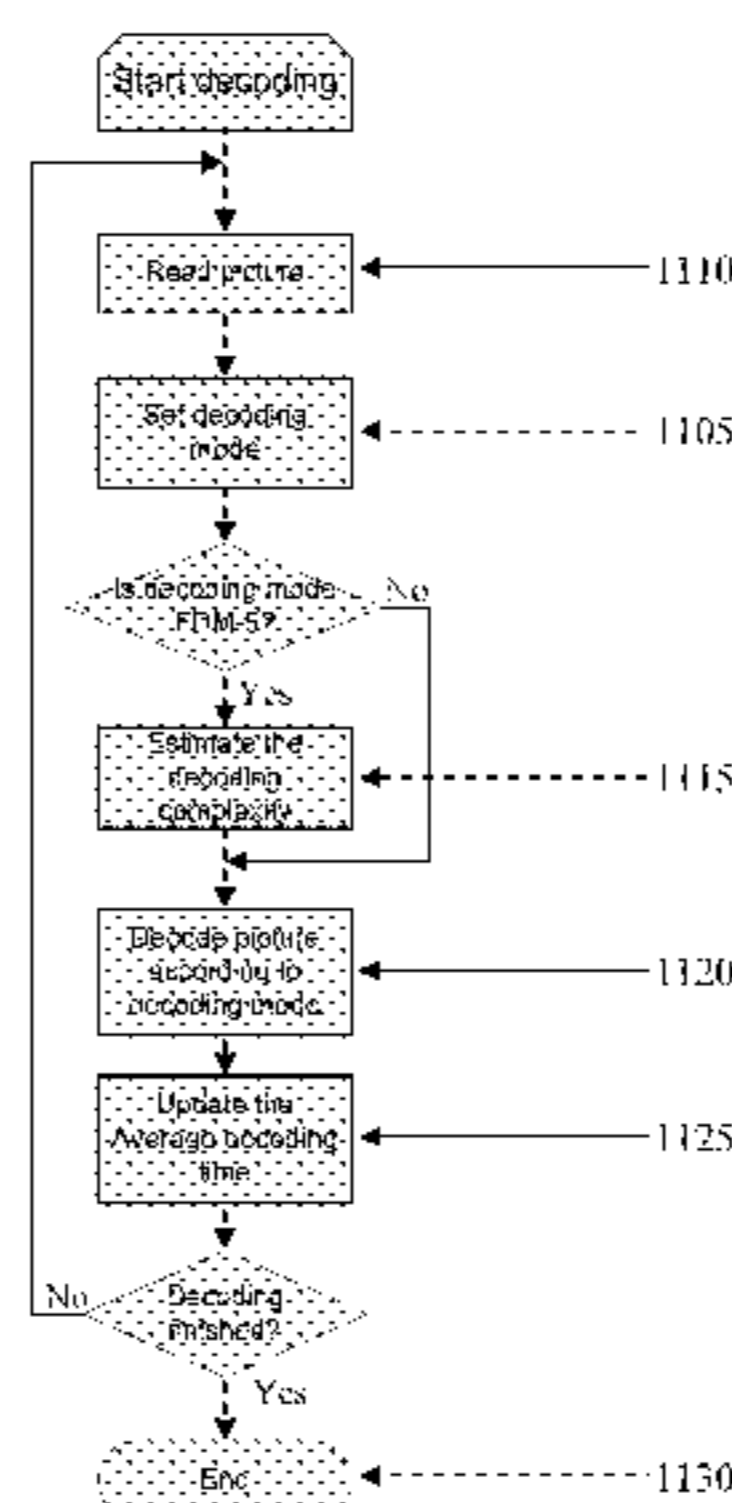 Start decoding
Read picture
1110
Set decoding
mode
1105
Is decoding mode
No
Yes
Estimate the
decoding
complexity
1115
Decode picture
according to
decoding mode
1120
Update the
Average decoding
time
1125
Decoding
finished?
No
Yes
End
1130